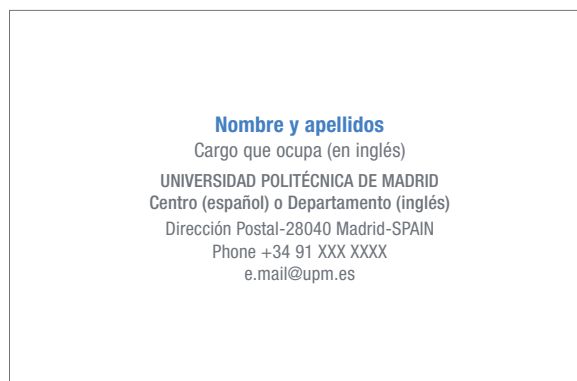 Nombre y apellidos
Cargo que ocupa (en inglés)
UNIVERSIDAD POLITÉCNICA DE MADRID
Centro (español) o Departamento (inglés)
Dirección Postal-28040 Madrid-SPAIN
Phone +34 91 XXX XXXX
e.mail@upm.es